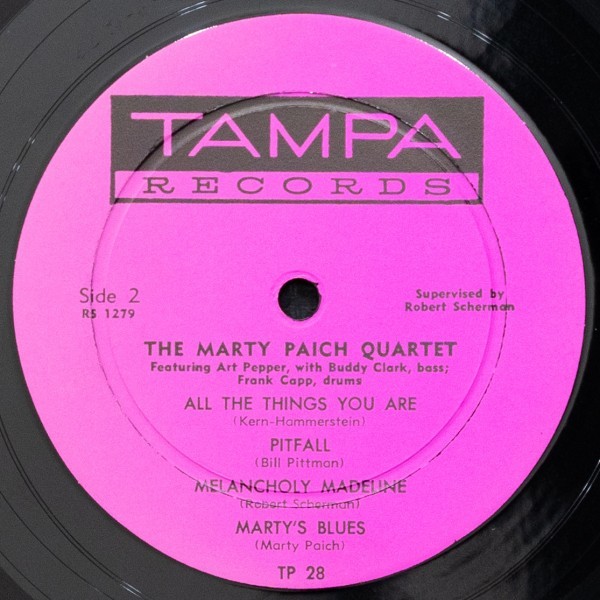 TAMPA
RECORDS
Side 2
RS 1279
Supervised by
Robert Scherman
THE MARTY PAICH QUARTET
Featuring Art Pepper, with Buddy Clark, bass;
Frank Capp, drums
ALL THE THINGS YOU ARE
(Kern-Hammerstein)
PITFALL
(Bill Pittman)
MELANCHOLY MADELINE
(Robert Scherman)
MARTY'S BLUES
(Marty Paich)
TP 28